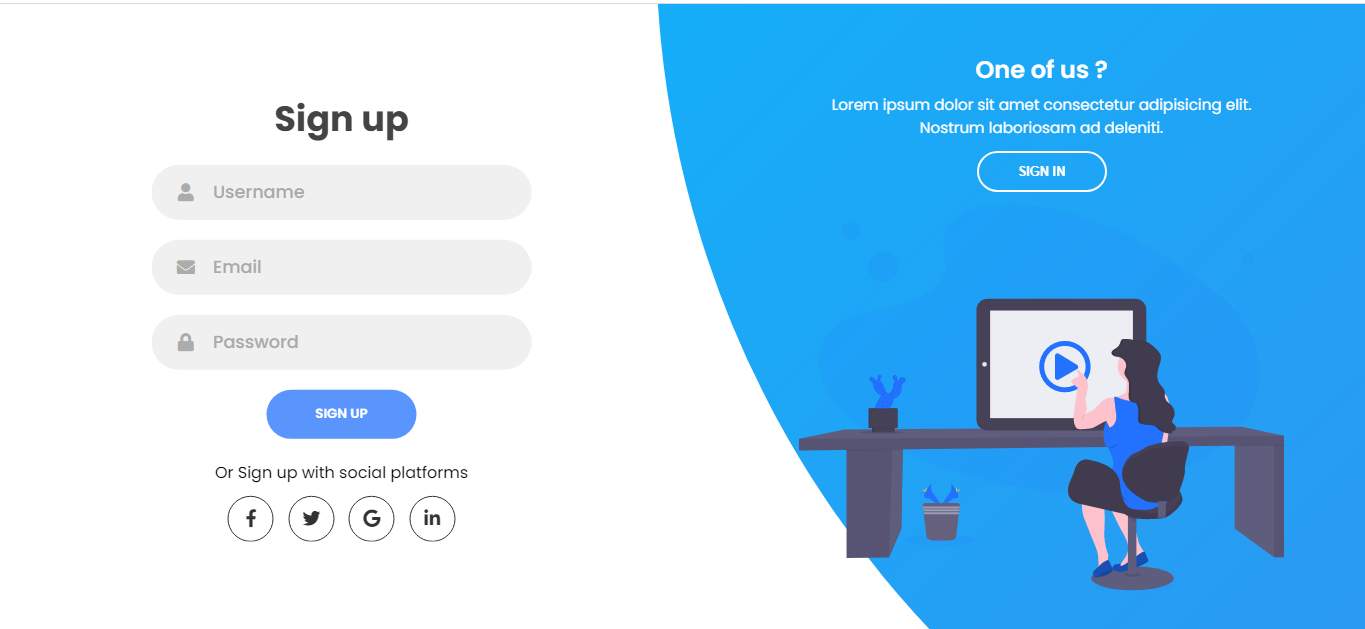 Sign up
Username
Email
Password
SIGN UP
Or Sign up with social platforms
One of us ?
Lorem ipsum dolor sit amet consectetur adipisicing elit.
Nostrum laboriosam ad deleniti.
SIGN IN